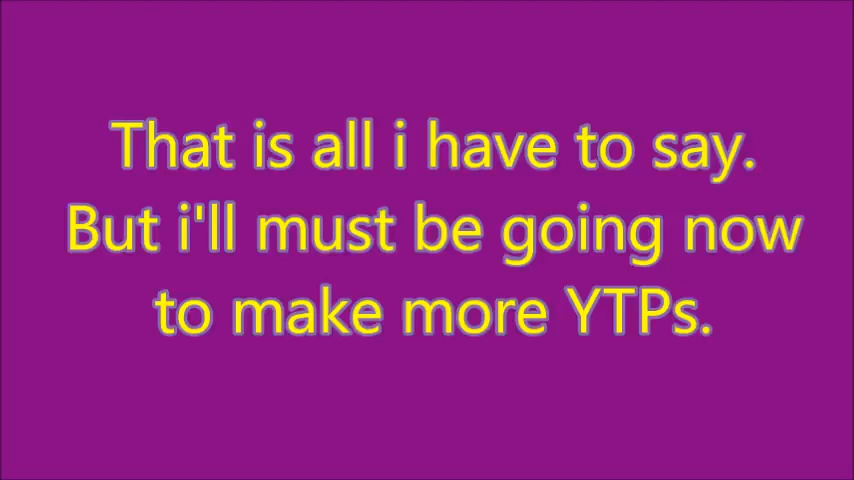 That is all i have to say.
But i'll must be going now
to make more YTPs.